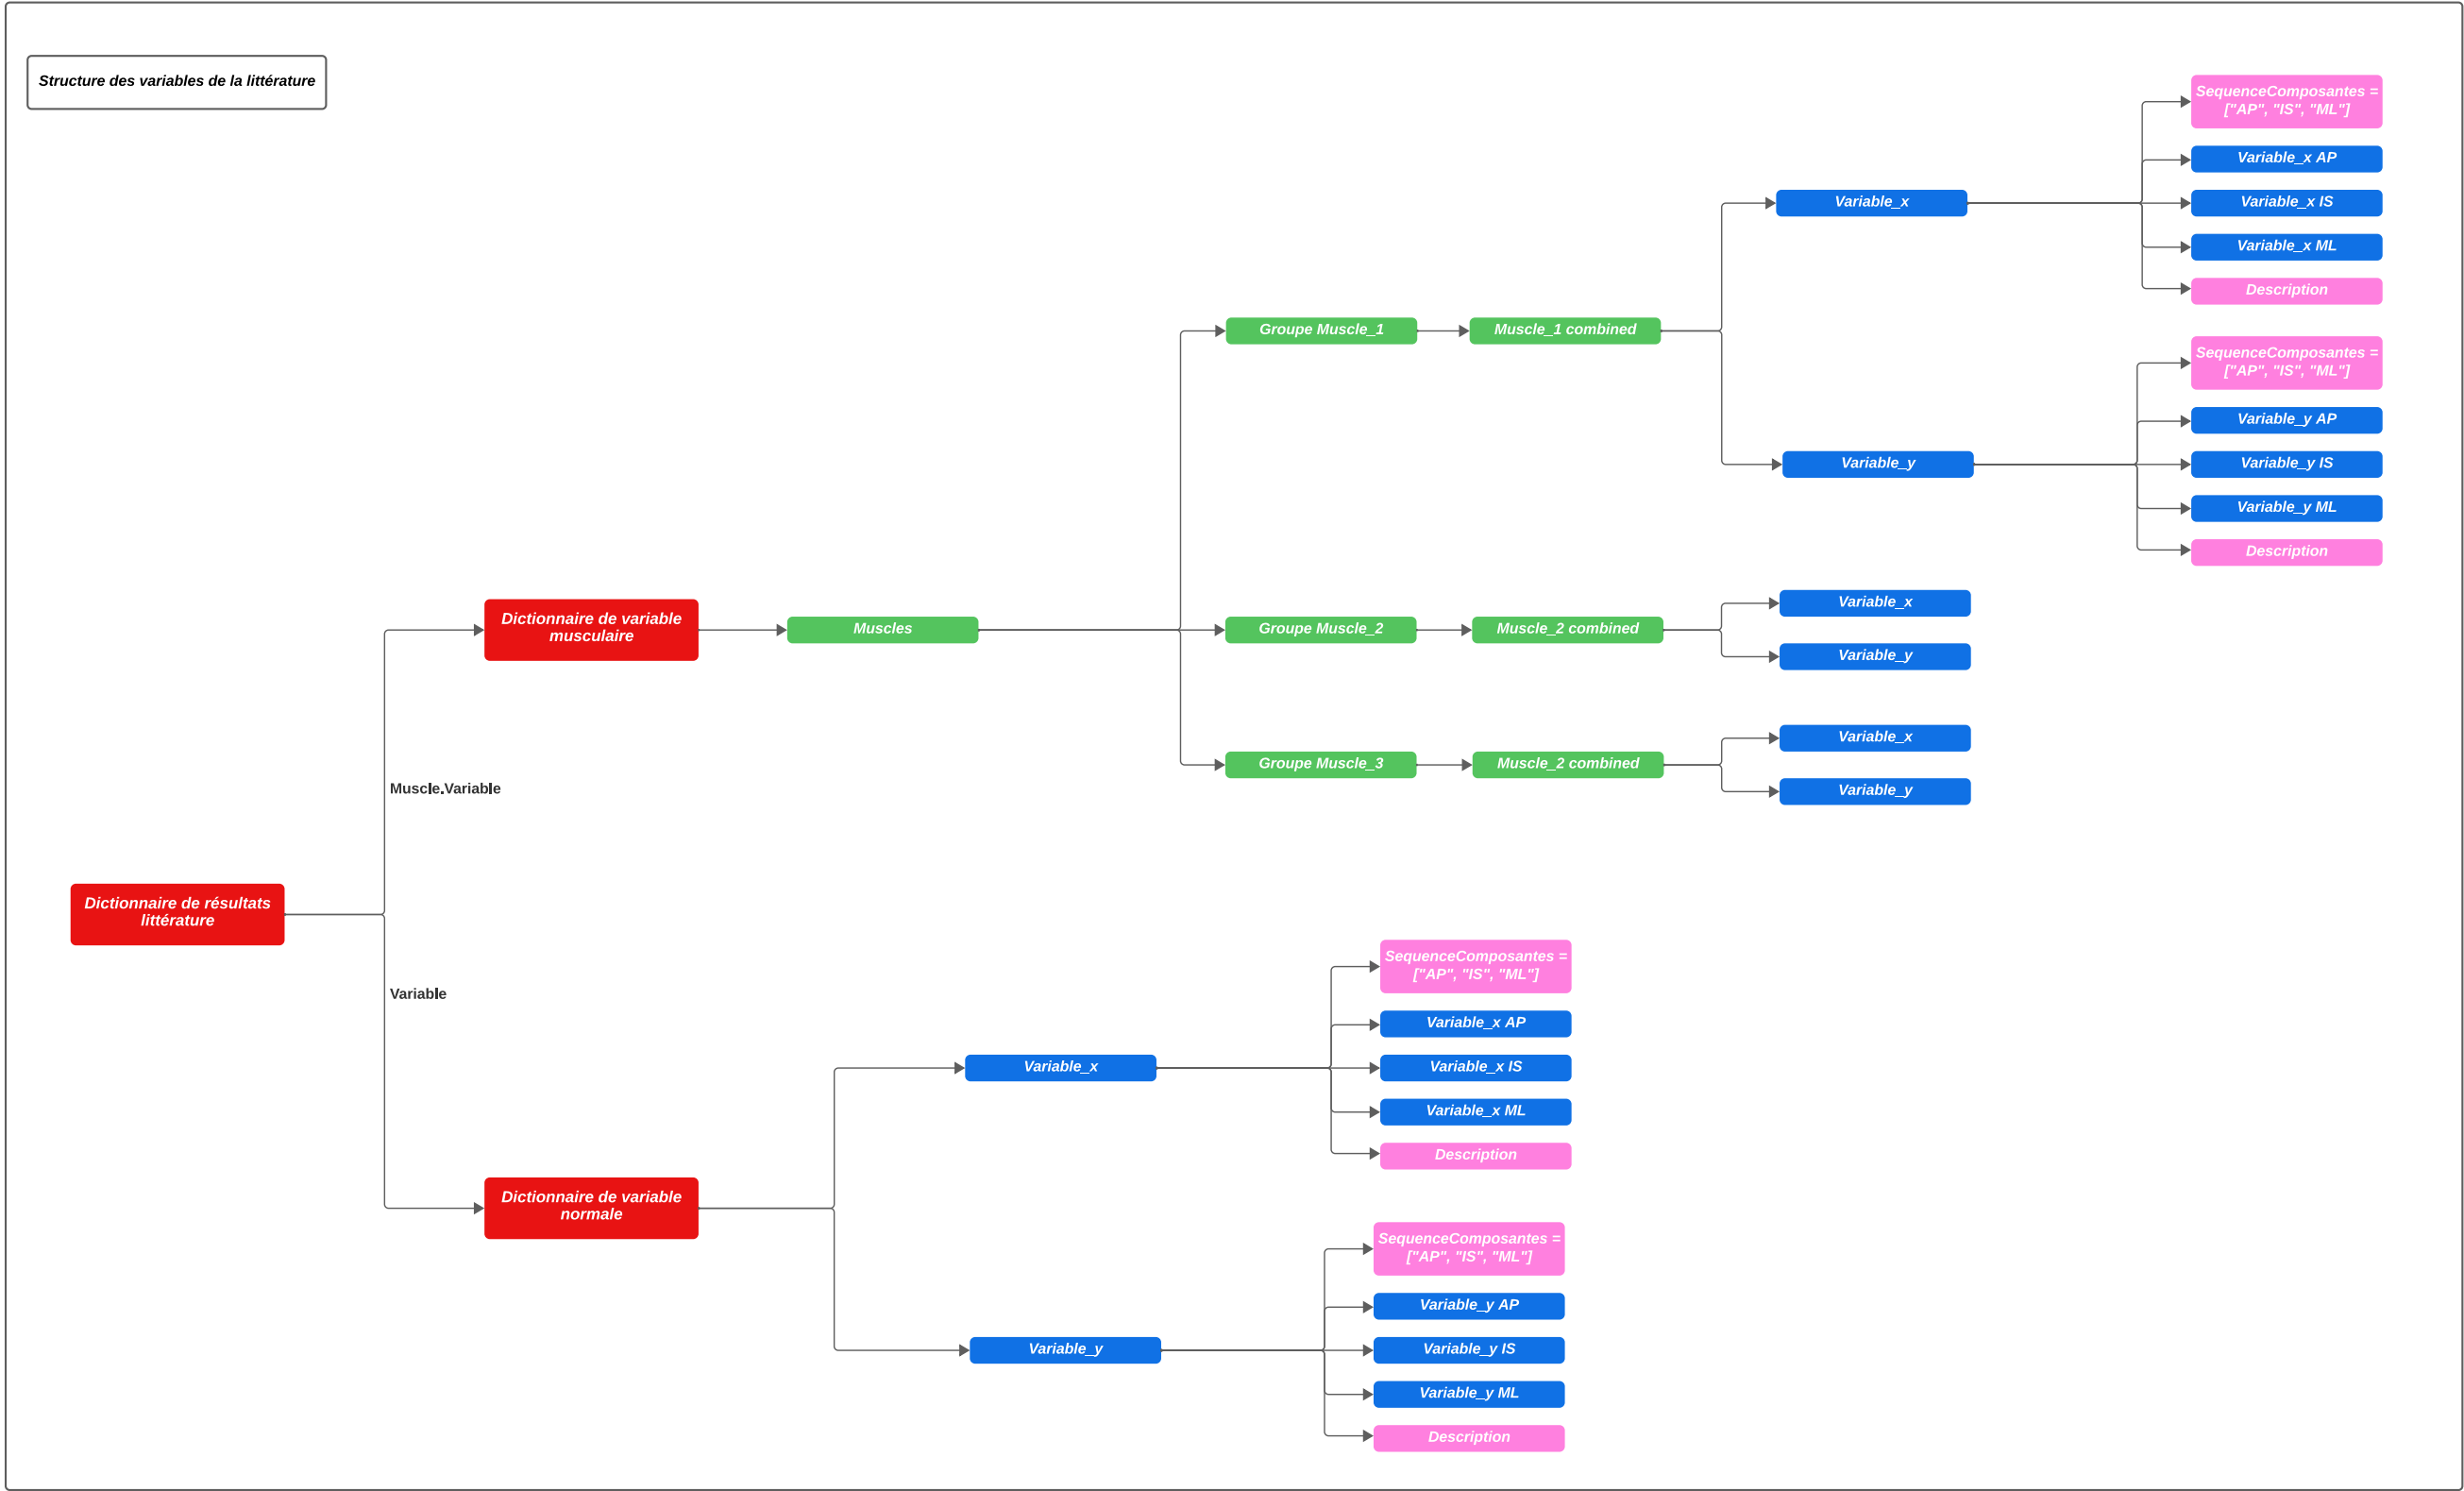 Structure des variables de la littérature
SequenceComposantes =
["AP", "IS", "ML"]
Variable_x AP
Variable_x
Variable_x IS
Variable_x ML
Description
Groupe Muscle_1
Muscle_1 combined
SequenceComposantes =
["AP", "IS", "ML"]
Variable_y AP
Variable_y
Variable_y IS
Variable_y ML
Description
Dictionnaire de variable
musculaire
Muscles
Groupe Muscle_2
Muscle_2 combined
Variable_x
Variable_y
Groupe Muscle_3
Muscle_2 combined
Variable_x
Variable_y
Muscle.Variable
Dictionnaire de résultats
littérature
Variable
SequenceComposantes =
["AP", "IS", "ML"]
Variable_x AP
Variable_x
Variable_x IS
Variable_x ML
Description
Dictionnaire de variable
normale
SequenceComposantes =
["AP", "IS", "ML"]
Variable_y AP
Variable_y
Variable_y IS
Variable_y ML
Description